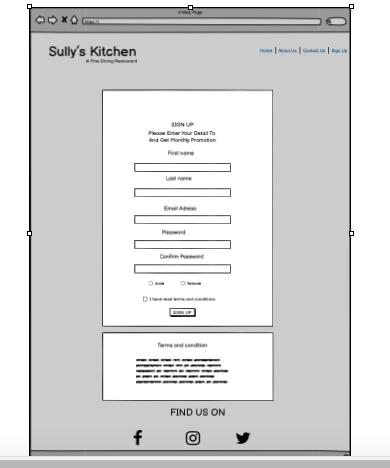 A Web Page
https://
Sully's Kitchen
A Fine Dining Restaurant
Home | About Us | Contact Us | Sign Up
SIGN UP
Please Enter Your Detail To
And Get Monthly Promotion
First name
Last name
Email Adress
Password
Confirm Password
male female
I have read terms and conditions
SIGN UP
Terms and condition
FIND US ON